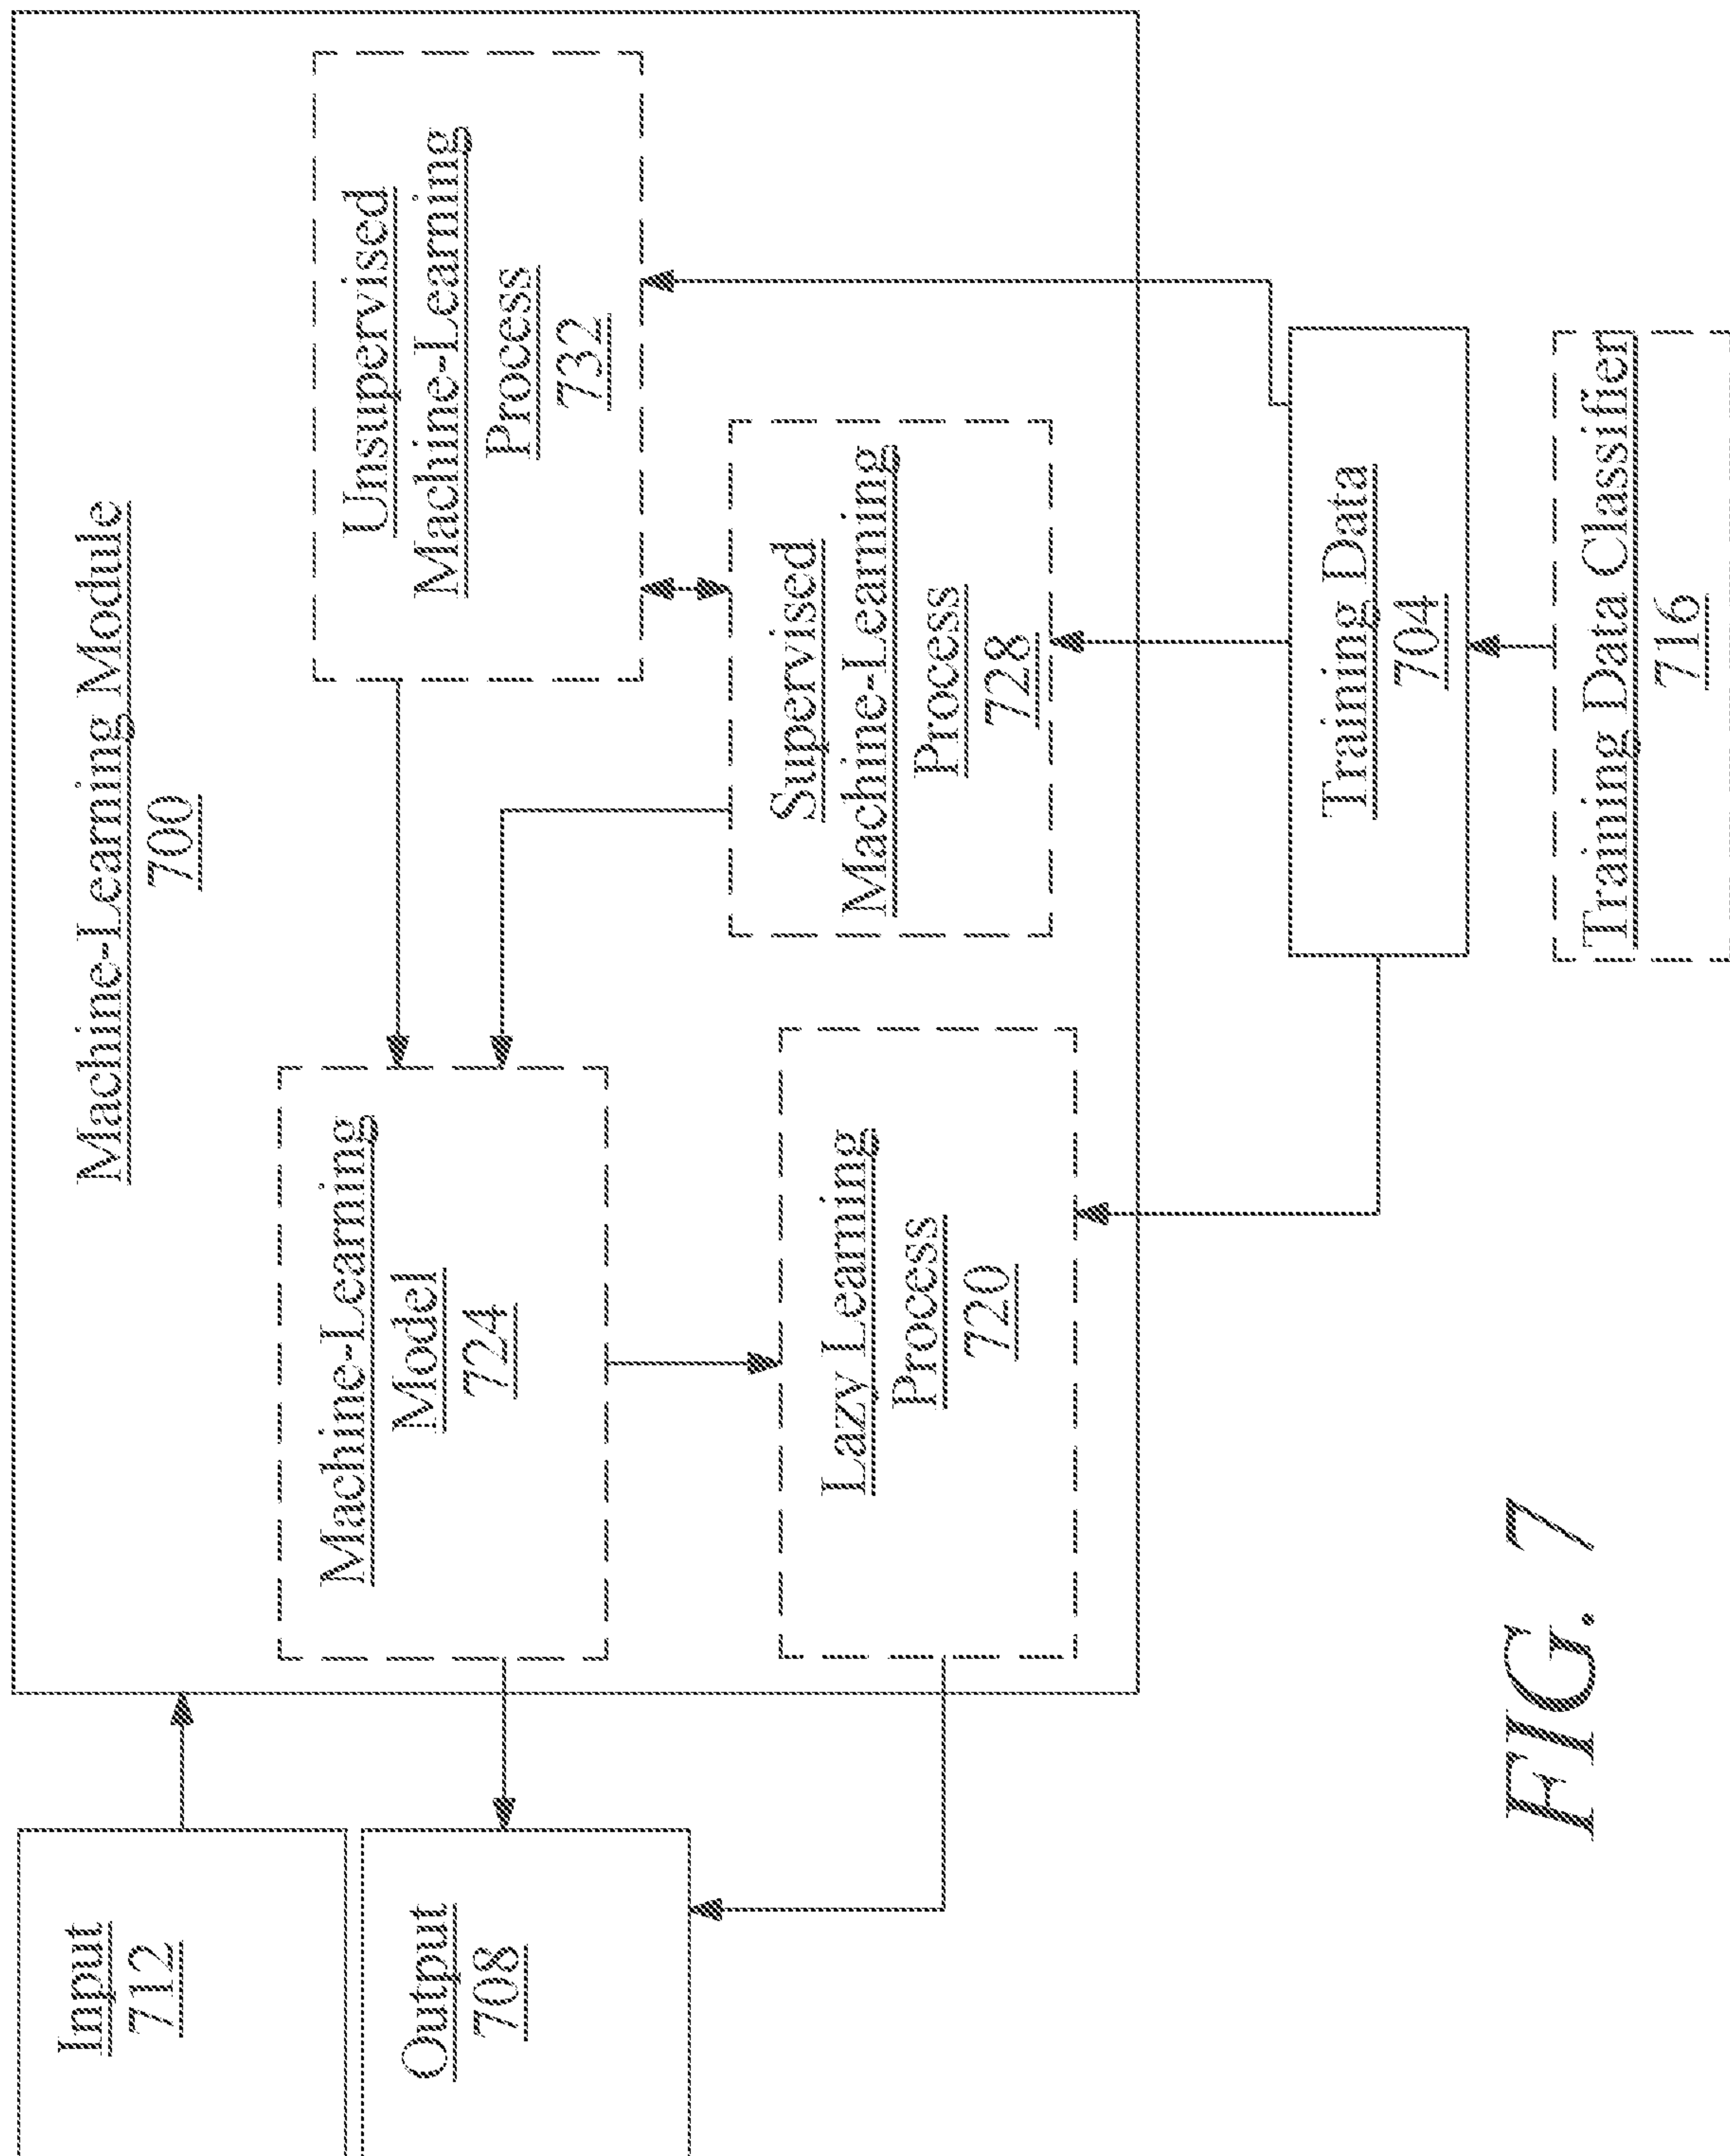 Machine-Learning Module
700
Input
712
Output
708
Machine-Learning
Model
724
Unsupervised
Machine-Learning
Process
732
Lazy Learning
Process
720
Supervised
Machine-Learning
Process
728
Training Data
704
Training Data Classifier
716
FIG. 7